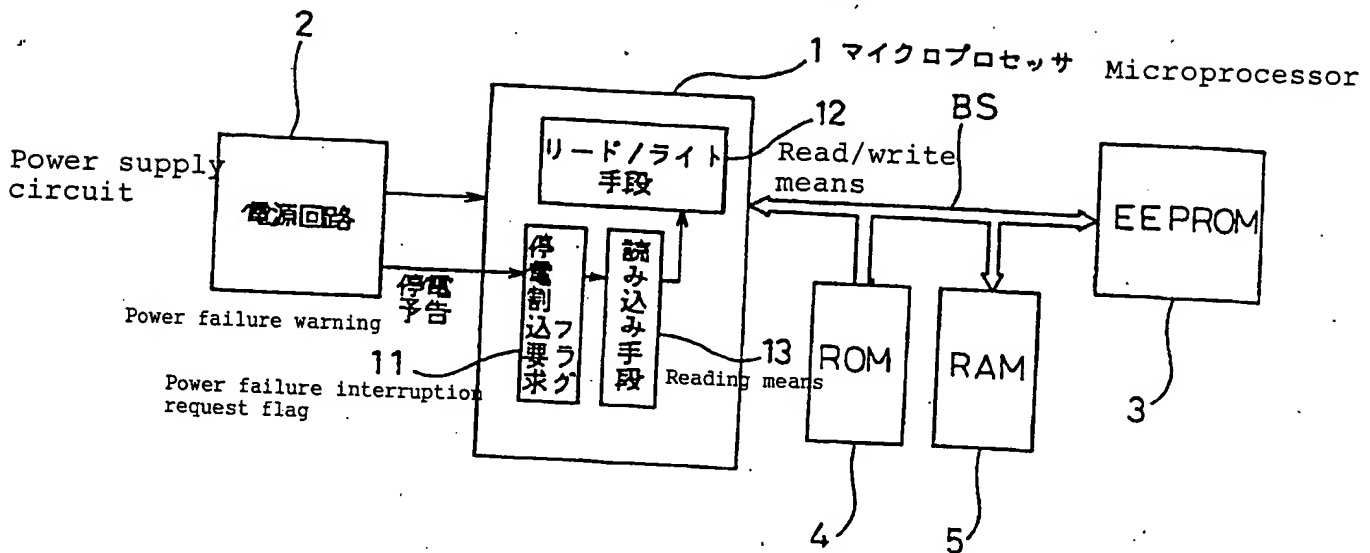 2
1 マイクロプロセッサ Microprocessor
BS
12
リード/ライト
手段
Read/write
means
Power supply
circuit
電源回路
EEPROM
停電
予告
Power failure warning
停電割込要求
フラグ
読み込み手段
11
Power failure interruption
request flag
13
Reading means
ROM
RAM
3
4
5